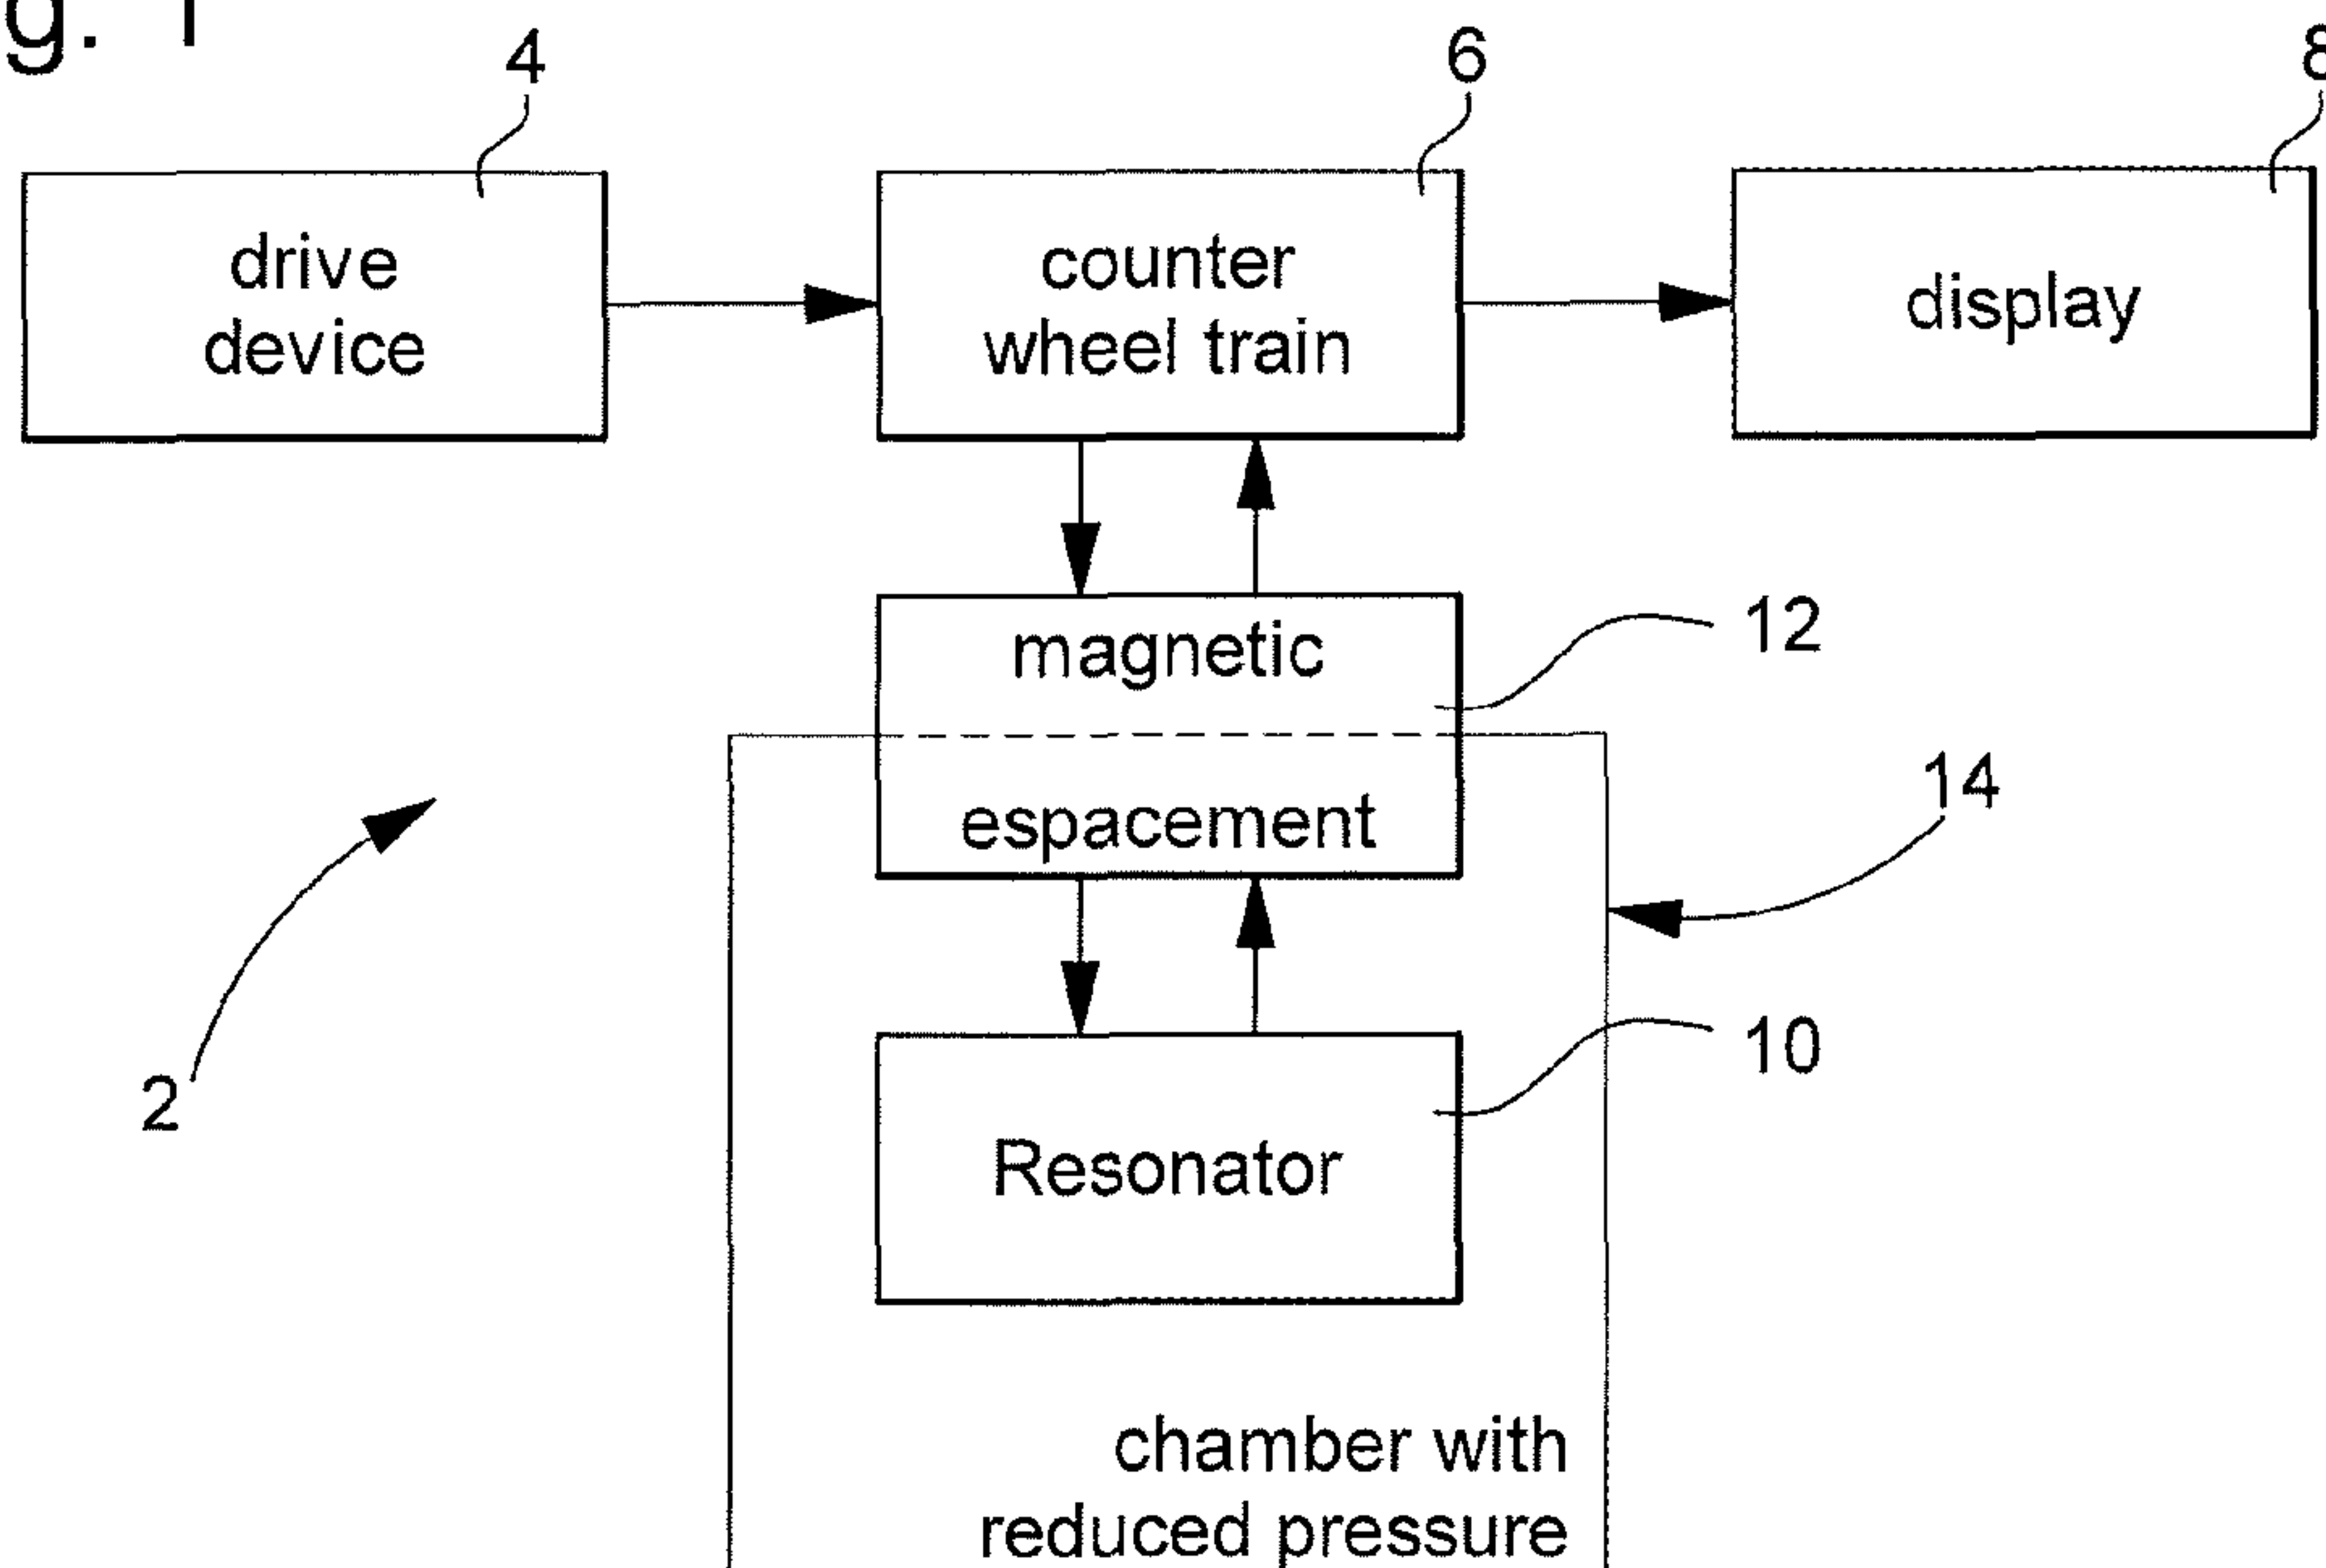 g. 1
4
6
8
drive
device
counter
wheel train
display
magnetic
12
espacement
14
2
Resonator
10
chamber with
reduced pressure